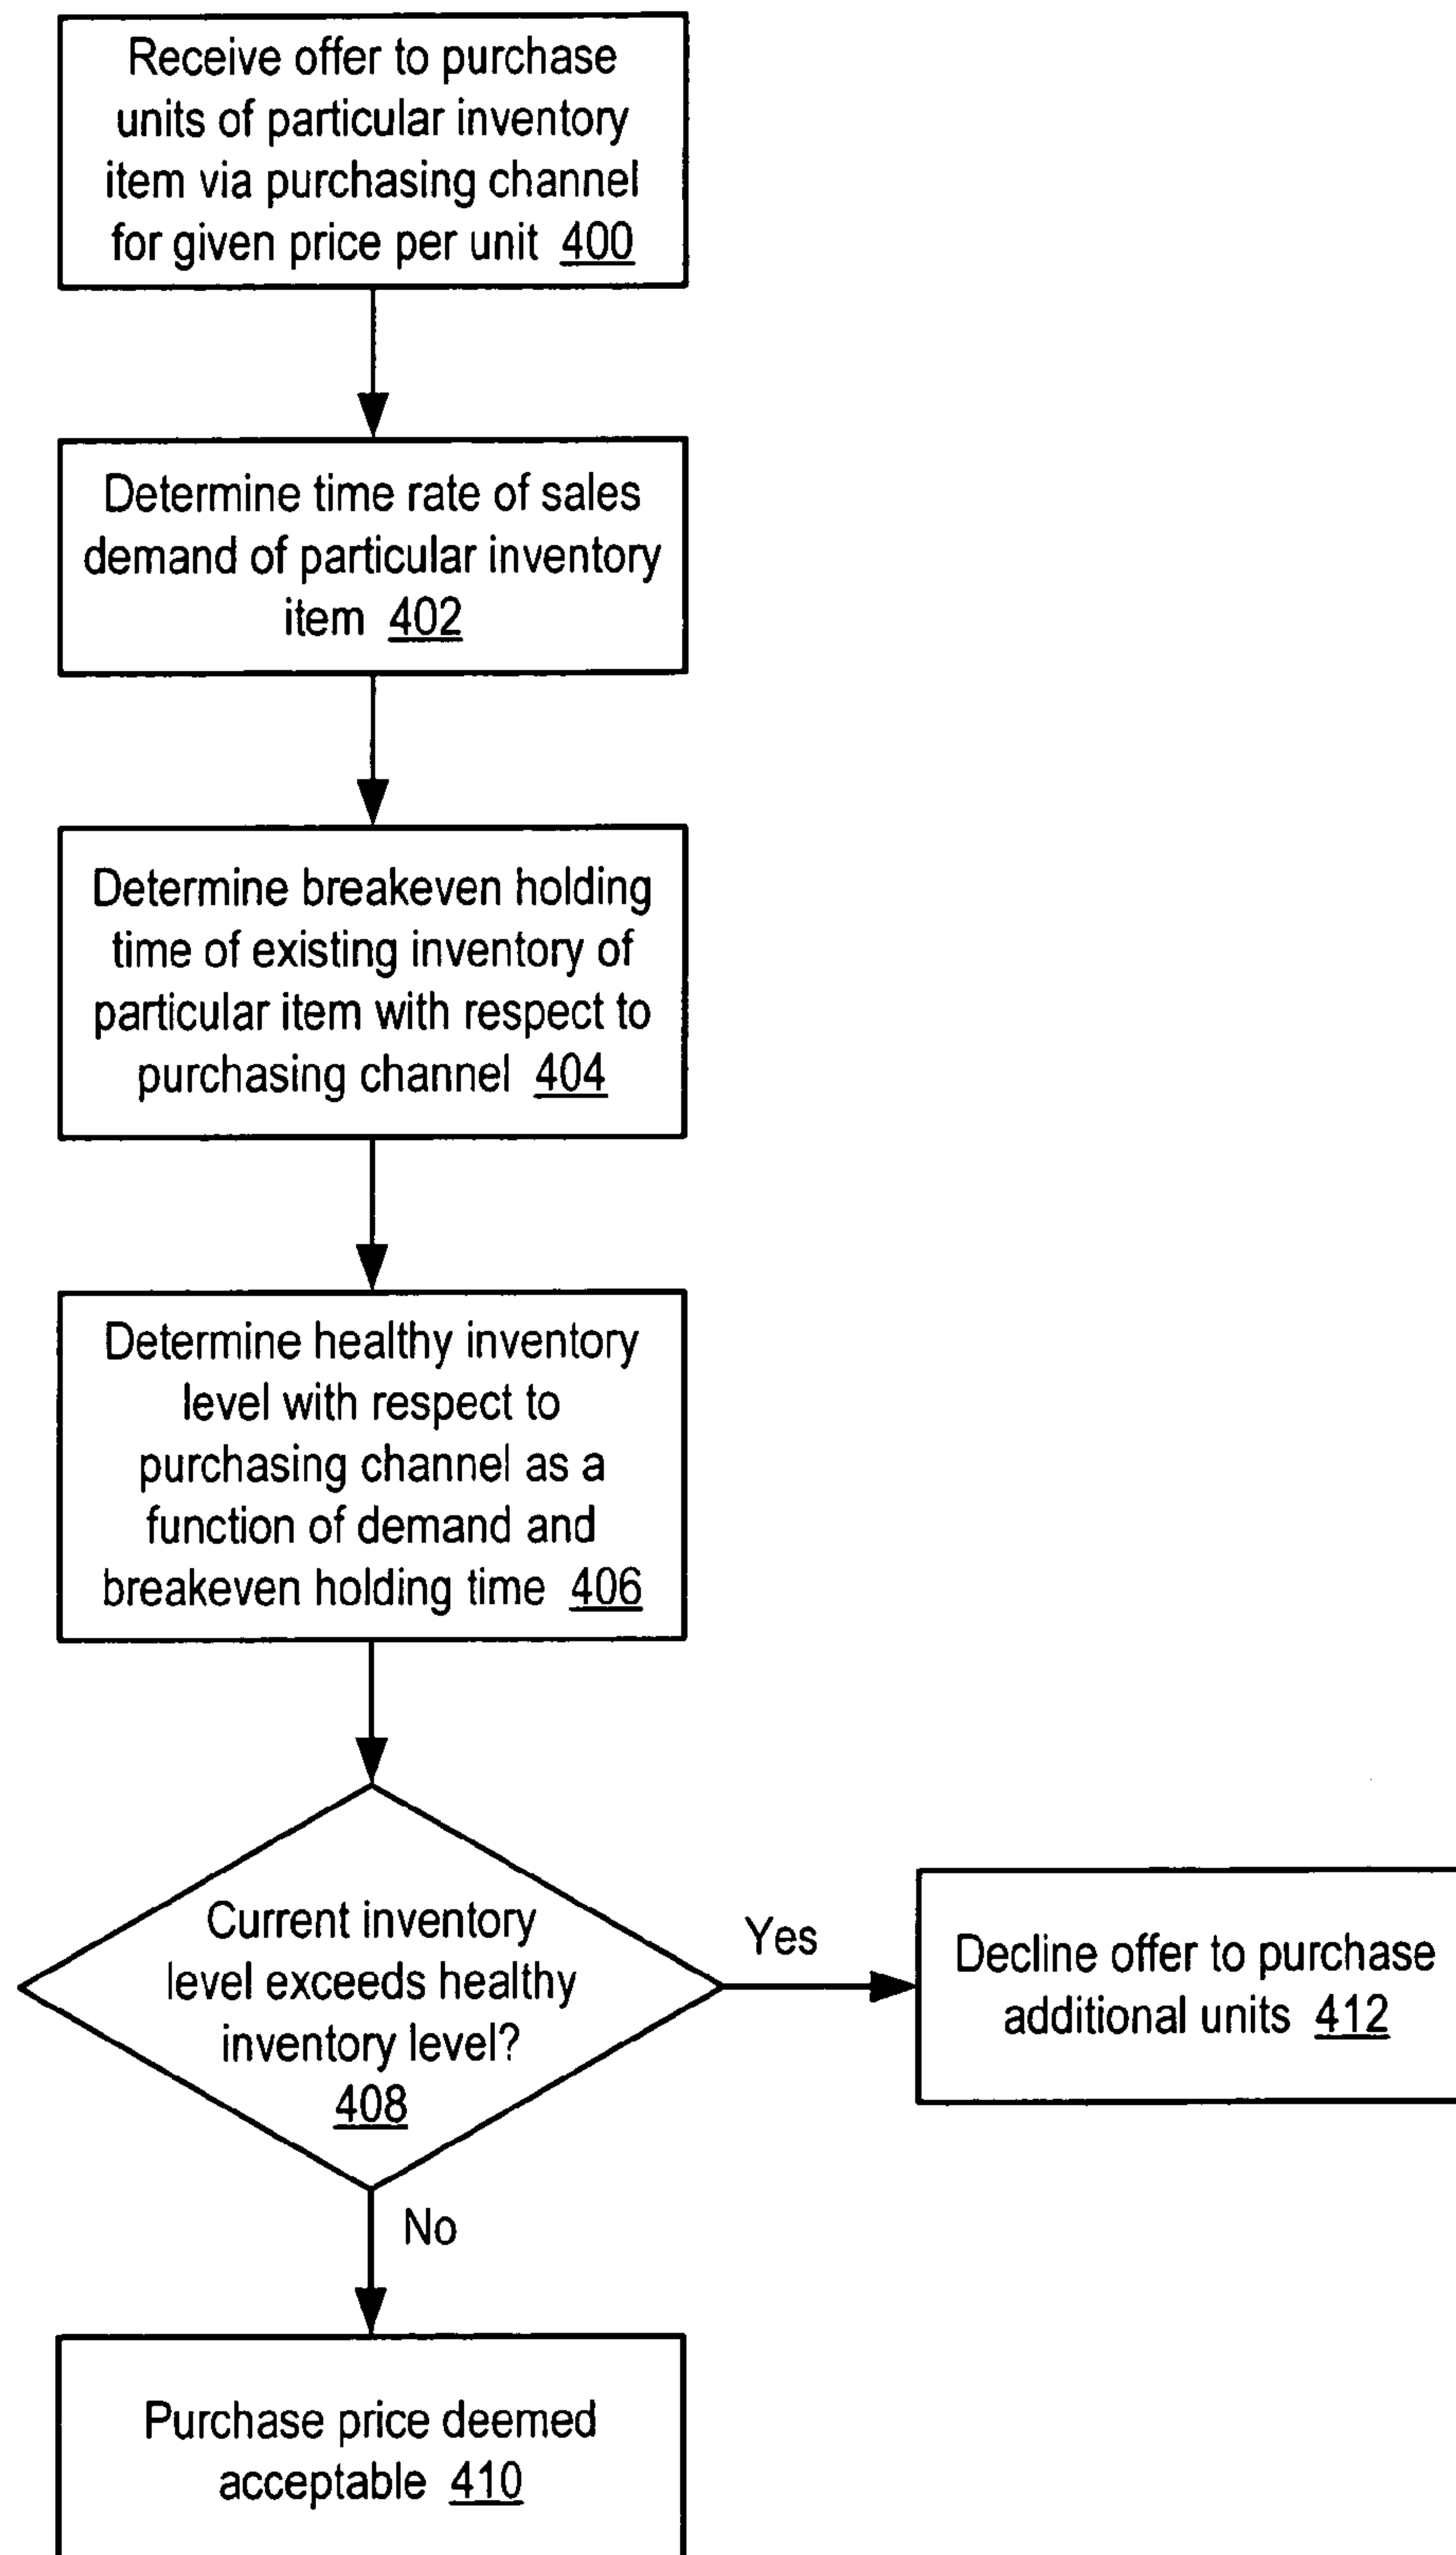 Receive offer to purchase
units of particular inventory
item via purchasing channel
for given price per unit 400
Determine time rate of sales
demand of particular inventory
item 402
Determine breakeven holding
time of existing inventory of
particular item with respect to
purchasing channel 404
Determine healthy inventory
level with respect to
purchasing channel as a
function of demand and
breakeven holding time 406
Current inventory
level exceeds healthy
inventory level?
408
Yes
Decline offer to purchase
additional units 412
No
Purchase price deemed
acceptable 410